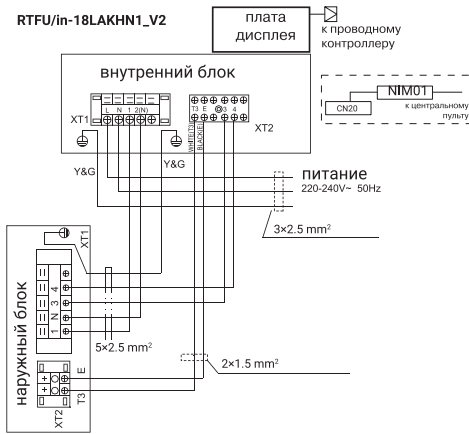 RTFU/in-18LAKHN1_V2
плата
дисплея
к проводному
контроллеру
внутренний блок
NIM01
CN20
к центральному
пульту
XT1
L N 1 2(N)
T3 E 3 4
XT2
WHITE(T3)
BLACK(E)
Y&G
Y&G
питание
220-240V~ 50Hz
3×2.5 mm²
наружный блок
XT1
4
3
N
1
5×2.5 mm²
2×1.5 mm²
E
T3
XT2